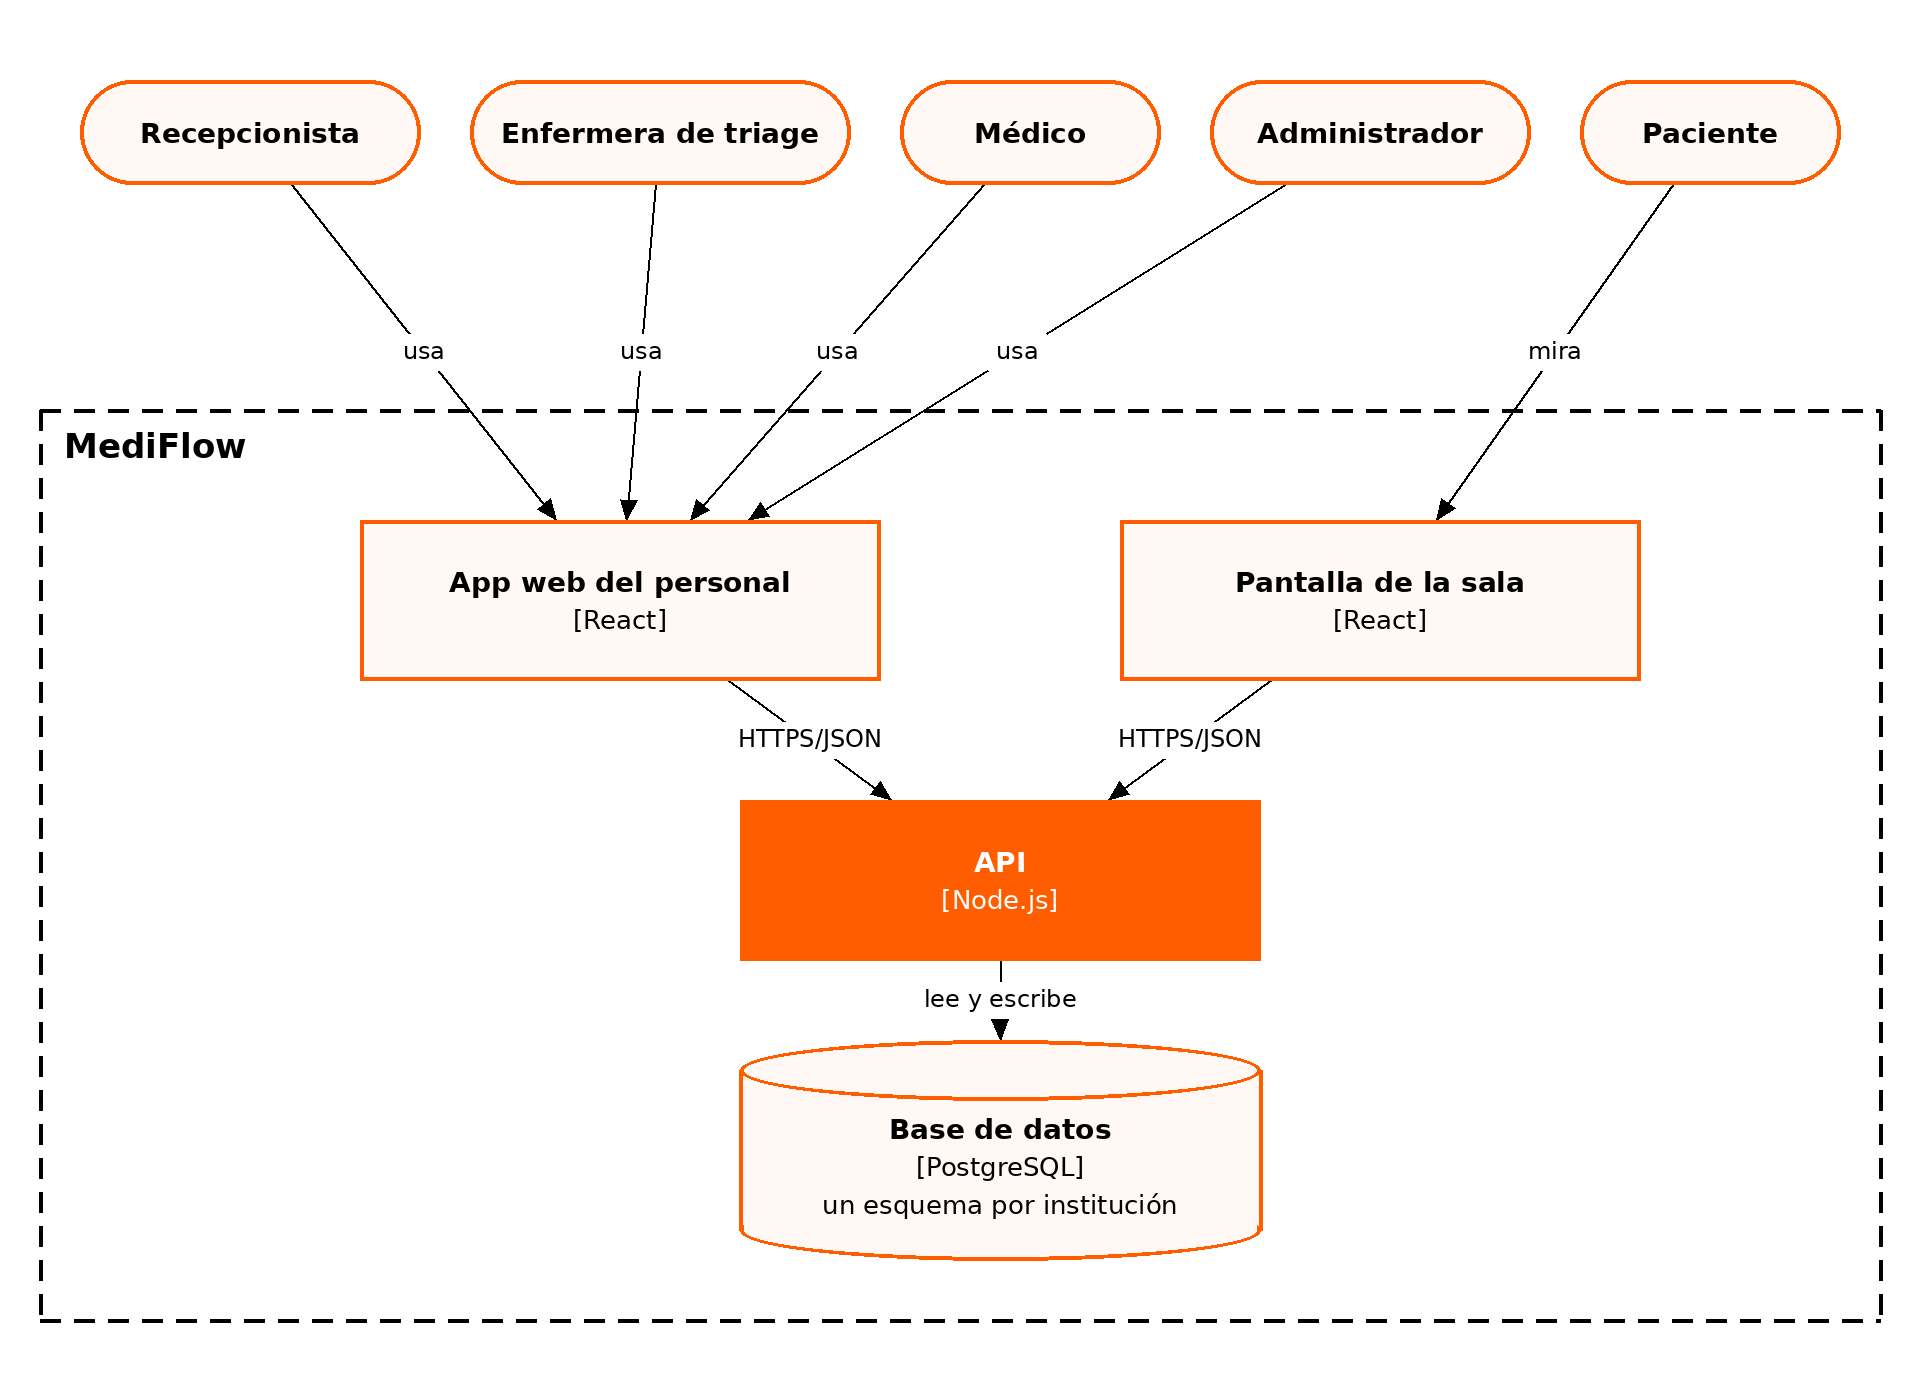 Recepcionista
Enfermera de triage
Médico
Administrador
Paciente
usa
usa
usa
usa
mira
MediFlow
App web del personal
[React]
Pantalla de la sala
[React]
HTTPS/JSON
HTTPS/JSON
API
[Node.js]
lee y escribe
Base de datos
[PostgreSQL]
un esquema por institución